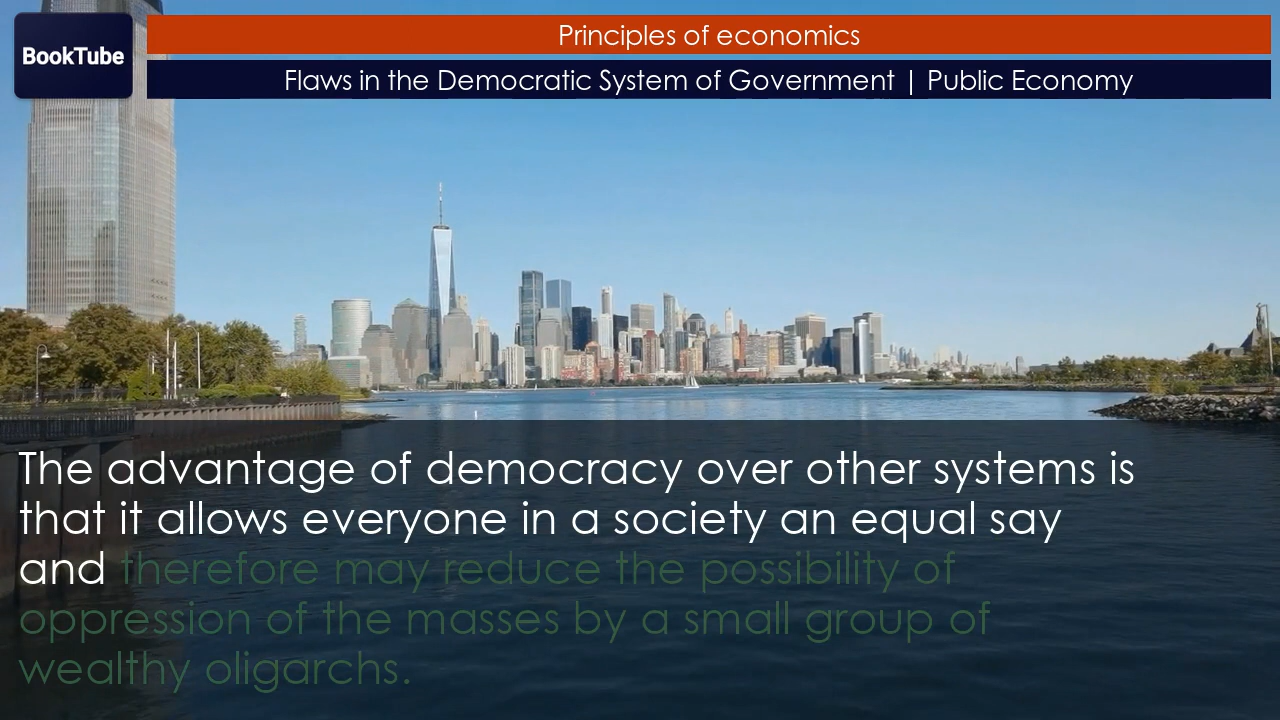 BookTube
Principles of economics
Flaws in the Democratic System of Government | Public Economy
The advantage of democracy over other systems is
that it allows everyone in a society an equal say
and therefore may reduce the possibility of
oppression of the masses by a small group of
wealthy oligarchs.